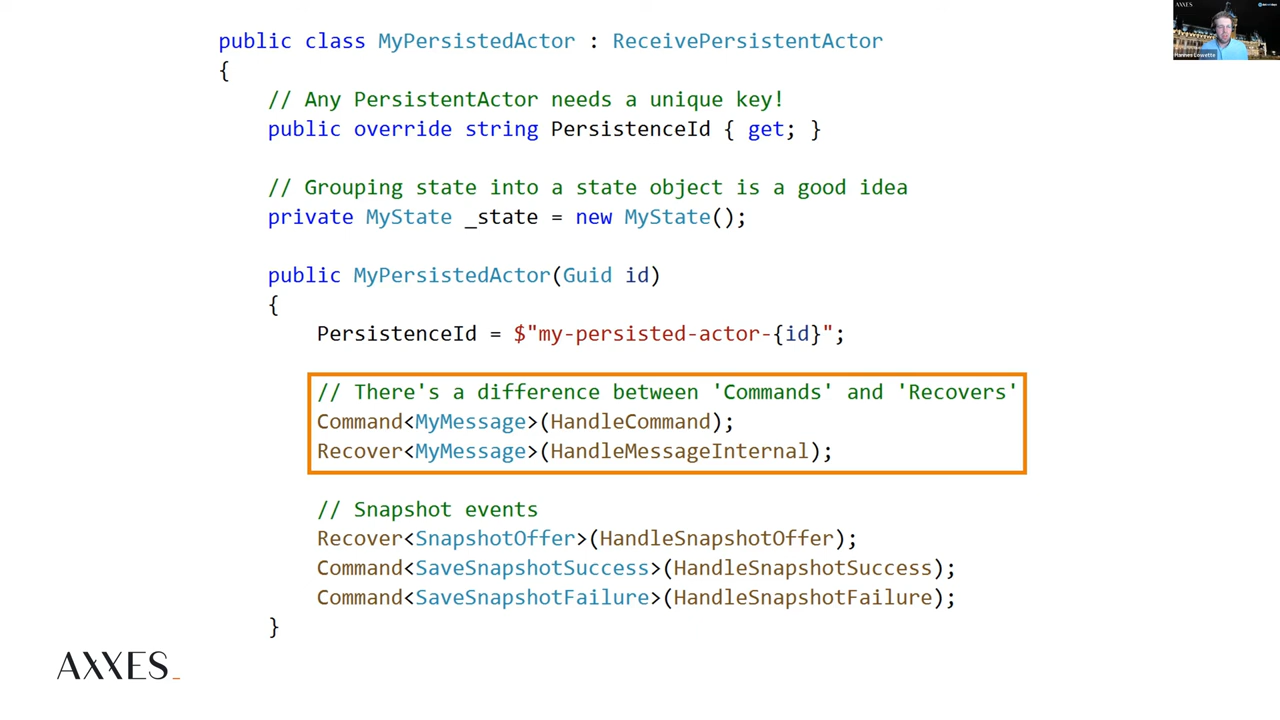 public class MyPersistedActor : ReceivePersistentActor
{
// Any PersistentActor needs a unique key!
public override string PersistenceId { get; }
// Grouping state into a state object is a good idea
private MyState _state = new MyState();
public MyPersistedActor(Guid id)
{
PersistenceId = $"my-persisted-actor-{id}";
// There's a difference between 'Commands' and 'Recovers'
Command<MyMessage>(HandleCommand);
Recover<MyMessage>(HandleMessageInternal);
// Snapshot events
Recover<SnapshotOffer>(HandleSnapshotOffer);
Command<SaveSnapshotSuccess>(HandleSnapshotSuccess);
Command<SaveSnapshotFailure>(HandleSnapshotFailure);
}
AXXES_
AXXES
Hannes Lowette